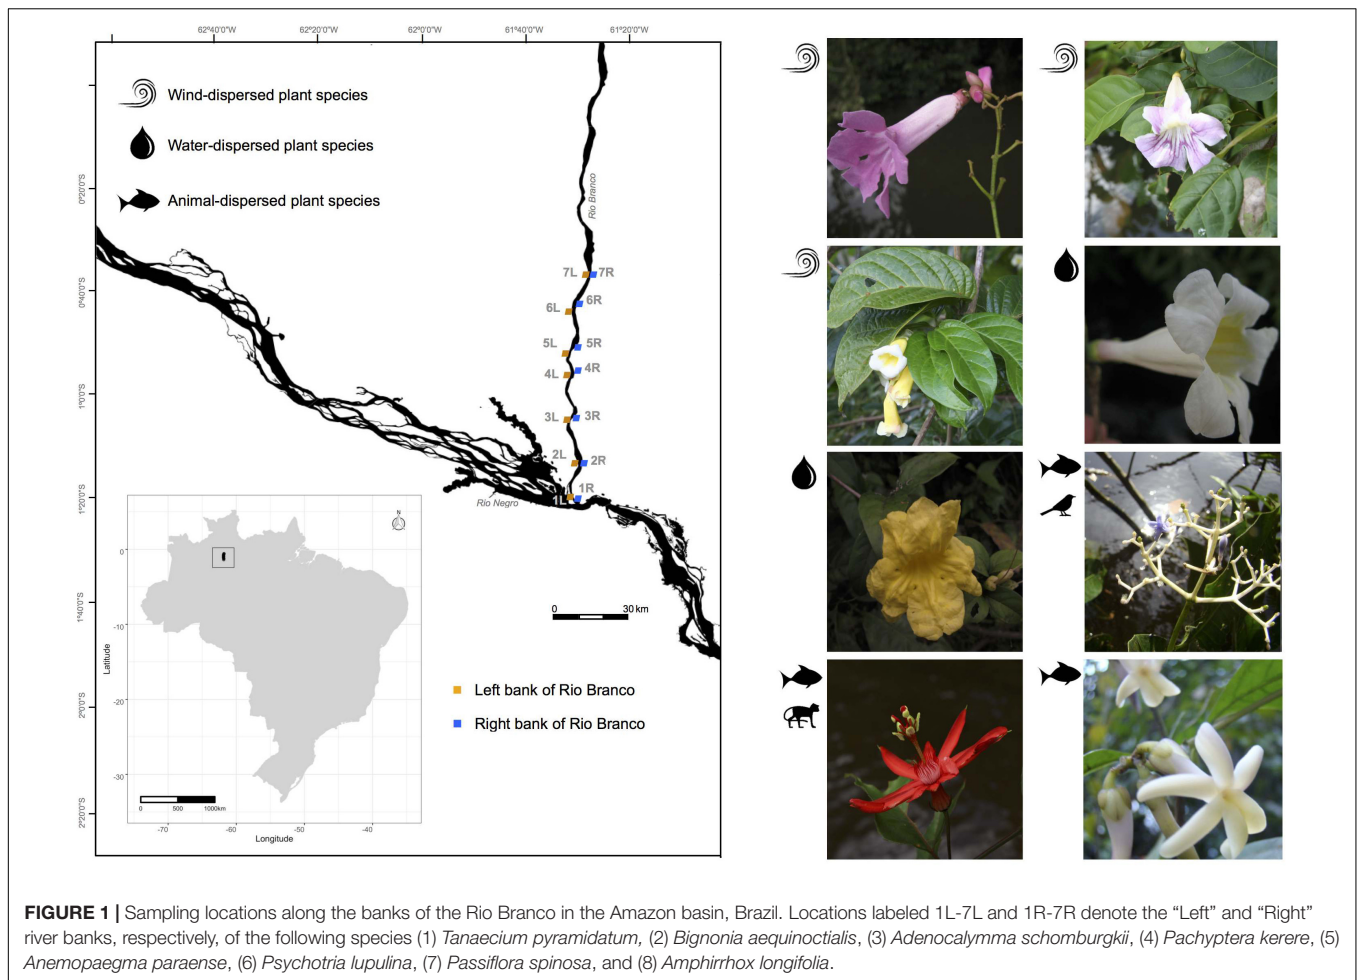 62°40'0"W 62°20'0"W 62°0'0"W 61°40'0"W 61°20'0"W
Wind-dispersed plant species
Water-dispersed plant species
Animal-dispersed plant species
0°20'0"S
0°40'0"S
1°0'0"S
1°20'0"S
1°40'0"S
2°0'0"S
2°20'0"S
Rio Branco
7L 7R
6L 6R
5L 5R
4L 4R
3L 3R
2L 2R
1L 1R
Rio Negro
0 30 km
Left bank of Rio Branco
Right bank of Rio Branco
N
0
-10
-20
-30
Latitude
0 500 1000km
-70 -60 -50 -40
Longitude
FIGURE 1 | Sampling locations along the banks of the Rio Branco in the Amazon basin, Brazil. Locations labeled 1L-7L and 1R-7R denote the “Left” and “Right”
river banks, respectively, of the following species (1) Tanaecium pyramidatum, (2) Bignonia aequinoctialis, (3) Adenocalymma schomburgkii, (4) Pachyptera kerere, (5)
Anemopaegma paraense, (6) Psychotria lupulina, (7) Passiflora spinosa, and (8) Amphirrhox longifolia.